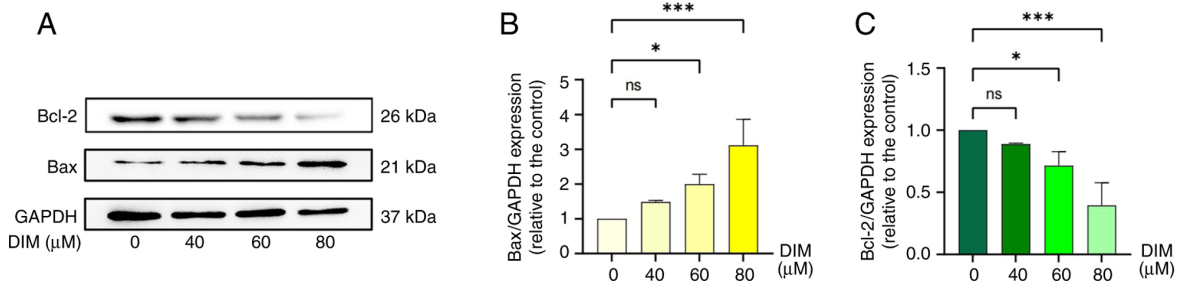 A
Bcl-2
26 kDa
Bax
21 kDa
GAPDH
37 kDa
DIM (μM)
0
40
60
80
B
***
*
ns
Bax/GAPDH expression
(relative to the control)
5
4
3
2
1
0
0
40
60
80
DIM
(μM)
C
***
*
ns
Bcl-2/GAPDH expression
(relative to the control)
1.5
1.0
0.5
0.0
0
40
60
80
DIM
(μM)